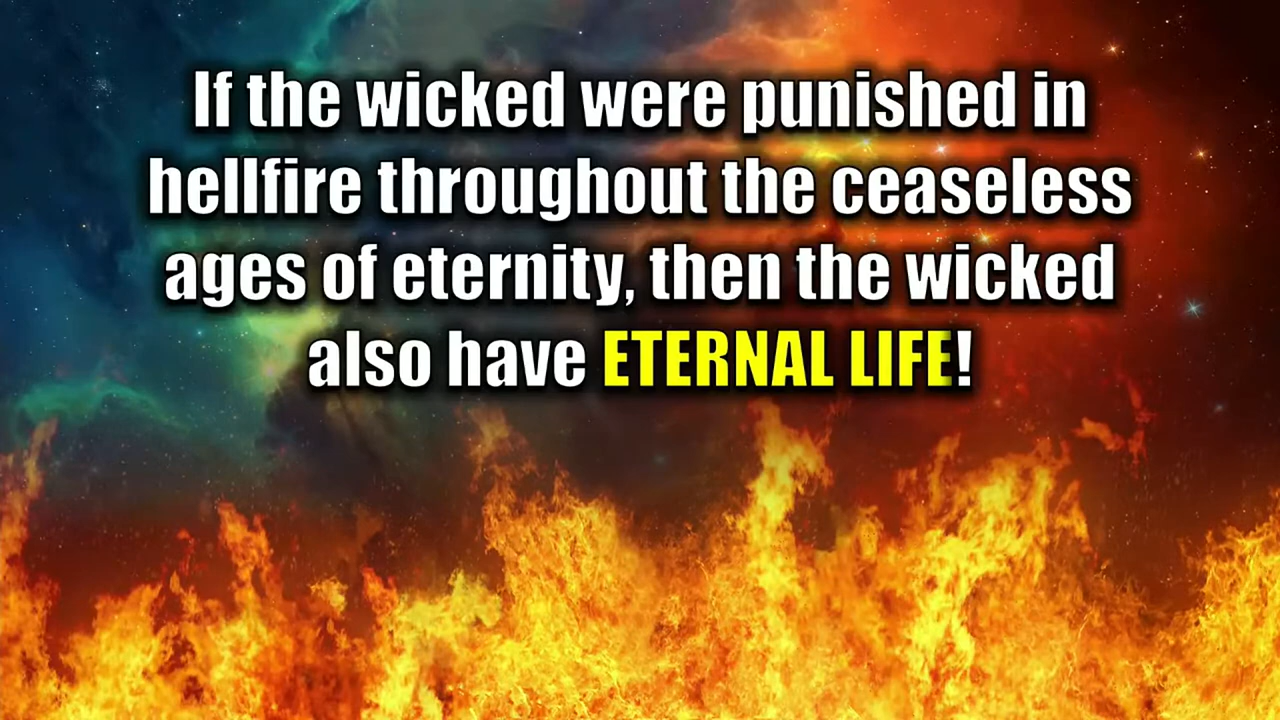 If the wicked were punished in
hellfire throughout the ceaseless
ages of eternity, then the wicked
also have ETERNAL LIFE!